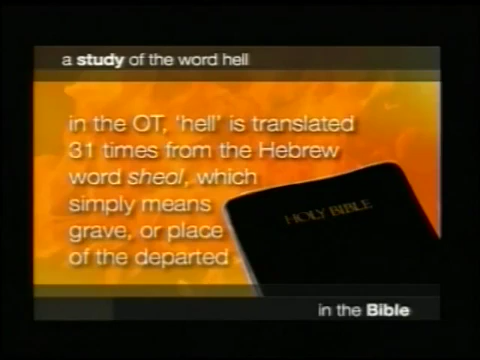 a study of the word hell
in the OT, 'hell' is translated
31 times from the Hebrew
word sheol, which
simply means
grave, or place
of the departed
HOLY BIBLE
in the Bible